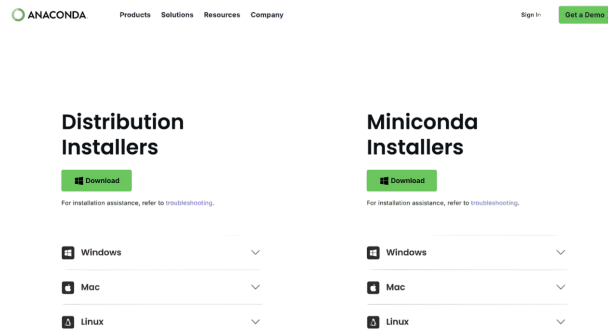 ANACONDA.
Products Solutions Resources Company
Sign In
Get a Demo
Distribution
Installers
Download
For installation assistance, refer to troubleshooting.
Windows
Mac
Linux
Miniconda
Installers
Download
For installation assistance, refer to troubleshooting.
Windows
Mac
Linux